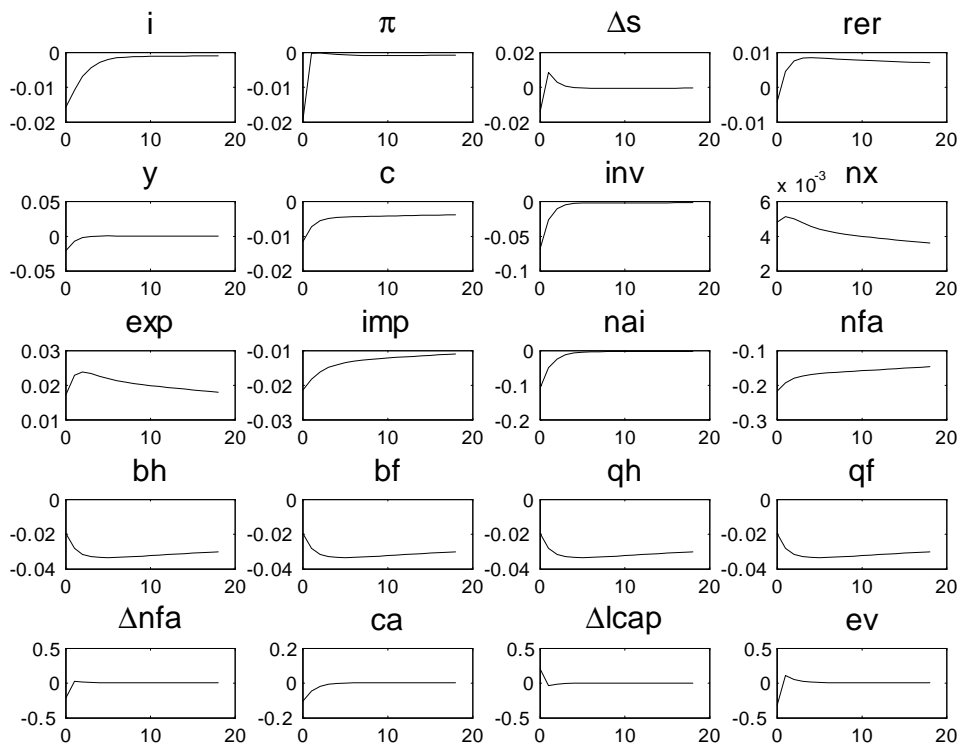 i π Δs rer
0 0 0.02 0.01
-0.01 -0.01 0 0
-0.02 -0.02 -0.02 -0.01
0 10 20 0 10 20 0 10 20 0 10 20
y c inv nx
x 10-3
0.05 0 0 6
0 -0.01 -0.05 4
-0.05 -0.02 -0.1 2
0 10 20 0 10 20 0 10 20 0 10 20
exp imp nai nfa
0.03 -0.01 0 -0.1
0.02 -0.02 -0.1 -0.2
0.01 -0.03 -0.2 -0.3
0 10 20 0 10 20 0 10 20 0 10 20
bh bf qh qf
0 0 0 0
-0.02 -0.02 -0.02 -0.02
-0.04 -0.04 -0.04 -0.04
0 10 20 0 10 20 0 10 20 0 10 20
Δnfa ca Δlcap ev
0.5 0.2 0.5 0.5
0 0 0 0
-0.5 -0.2 -0.5 -0.5
0 10 20 0 10 20 0 10 20 0 10 20